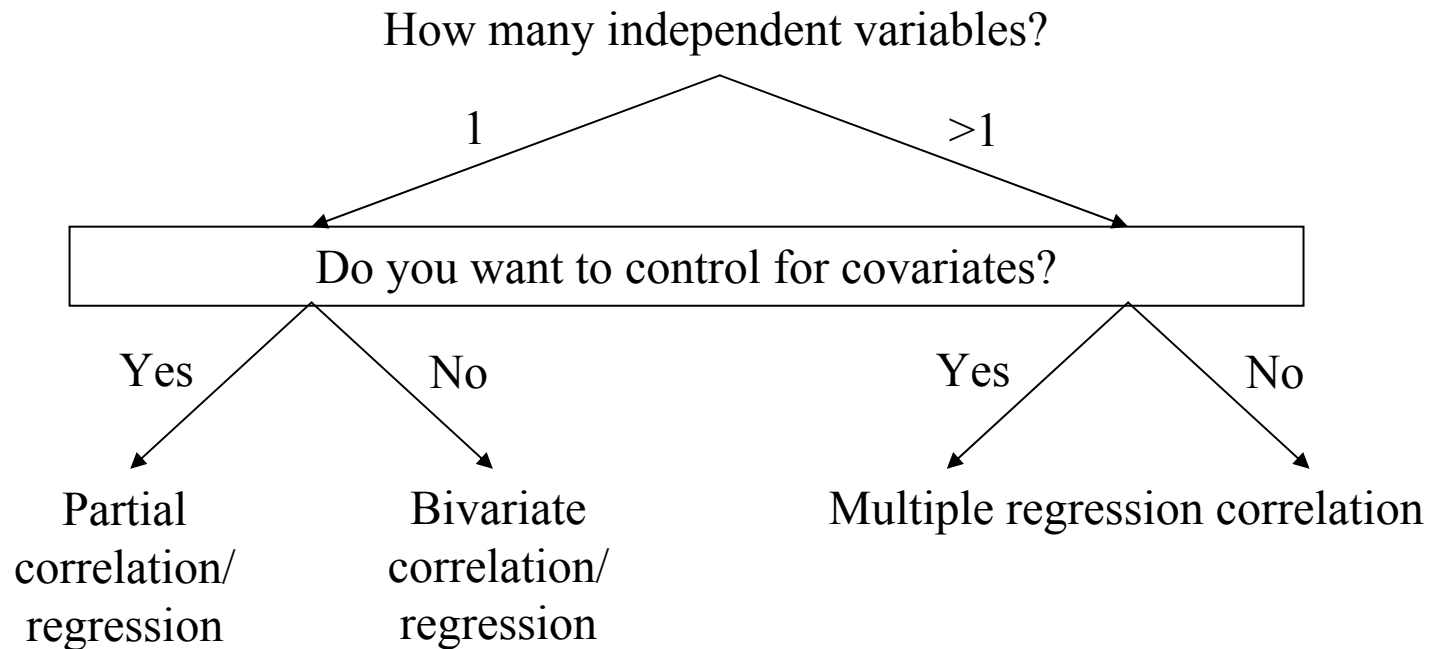 How many independent variables?
1
>1
Do you want to control for covariates?
Yes
No
Yes
No
Partial
correlation/
regression
Bivariate
correlation/
regression
Multiple regression correlation